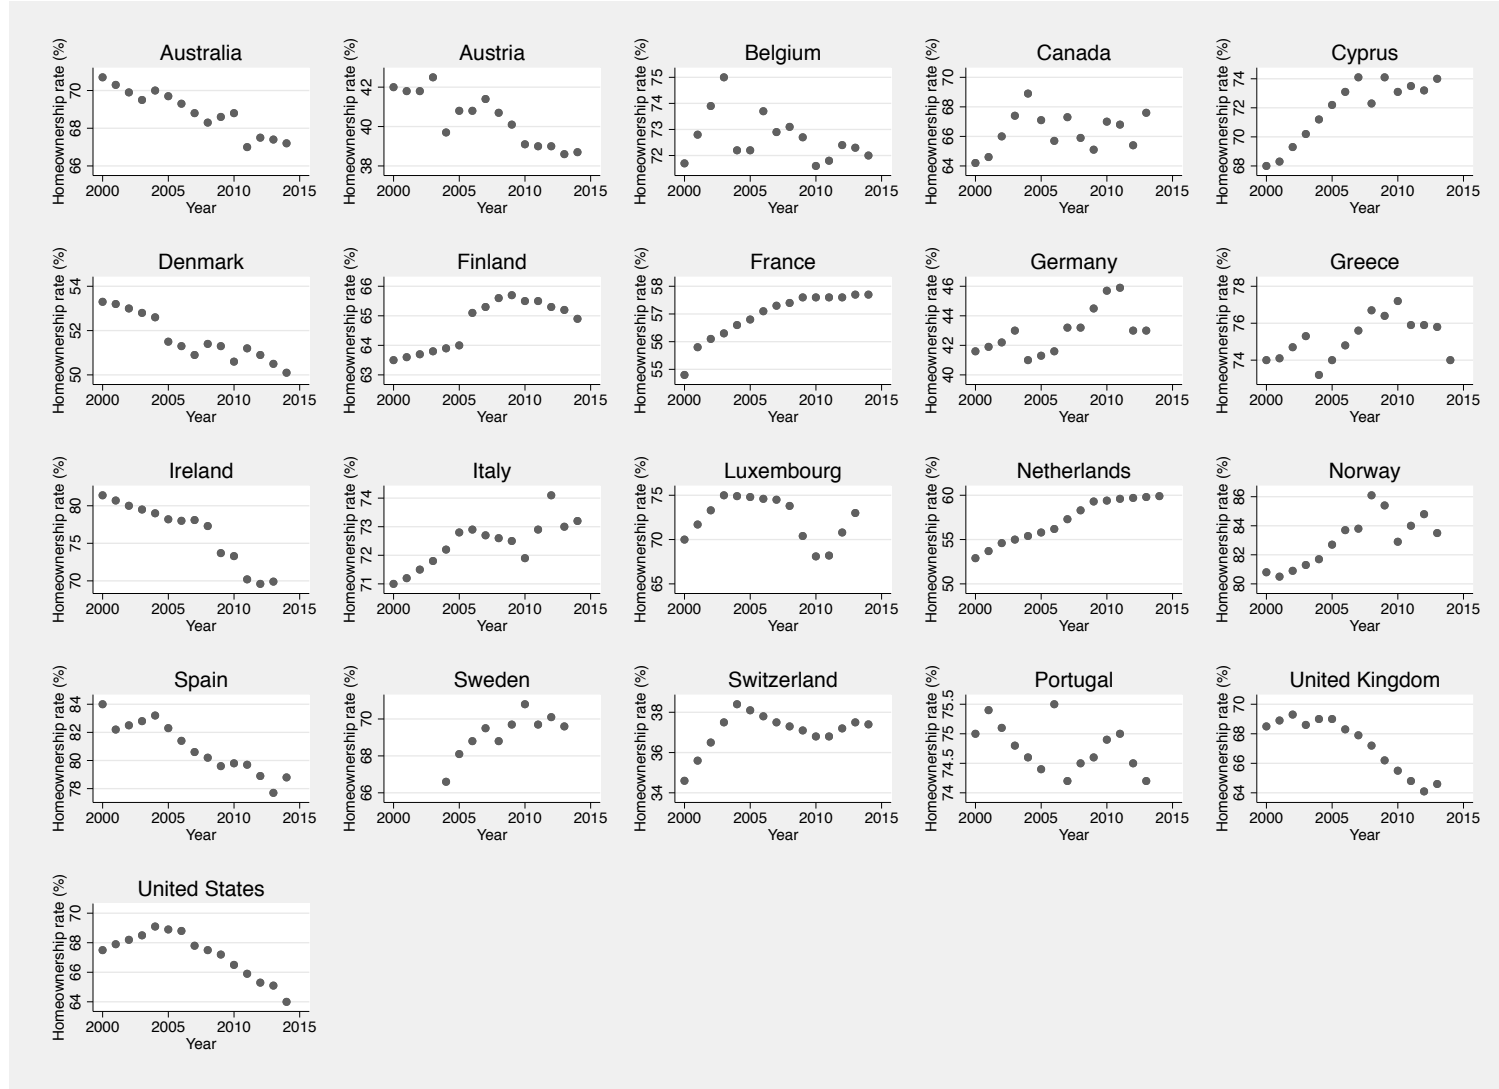 Australia
Homeownership rate (%)
66 68 70
2000 2005 2010 2015
Year
Austria
Homeownership rate (%)
38 40 42
2000 2005 2010 2015
Year
Belgium
Homeownership rate (%)
72 73 74 75
2000 2005 2010 2015
Year
Canada
Homeownership rate (%)
64 66 68 70
2000 2005 2010 2015
Year
Cyprus
Homeownership rate (%)
68 70 72 74
2000 2005 2010 2015
Year
Denmark
Homeownership rate (%)
50 52 54
2000 2005 2010 2015
Year
Finland
Homeownership rate (%)
63 64 65 66
2000 2005 2010 2015
Year
France
Homeownership rate (%)
55 56 57 58
2000 2005 2010 2015
Year
Germany
Homeownership rate (%)
40 42 44 46
2000 2005 2010 2015
Year
Greece
Homeownership rate (%)
74 76 78
2000 2005 2010 2015
Year
Ireland
Homeownership rate (%)
70 75 80
2000 2005 2010 2015
Year
Italy
Homeownership rate (%)
71 72 73 74
2000 2005 2010 2015
Year
Luxembourg
Homeownership rate (%)
65 70 75
2000 2005 2010 2015
Year
Netherlands
Homeownership rate (%)
50 55 60
2000 2005 2010 2015
Year
Norway
Homeownership rate (%)
80 82 84 86
2000 2005 2010 2015
Year
Spain
Homeownership rate (%)
78 80 82 84
2000 2005 2010 2015
Year
Sweden
Homeownership rate (%)
66 68 70
2000 2005 2010 2015
Year
Switzerland
Homeownership rate (%)
34 36 38
2000 2005 2010 2015
Year
Portugal
Homeownership rate (%)
74 74.5 75 75.5
2000 2005 2010 2015
Year
United Kingdom
Homeownership rate (%)
64 66 68 70
2000 2005 2010 2015
Year
United States
Homeownership rate (%)
64 66 68 70
2000 2005 2010 2015
Year